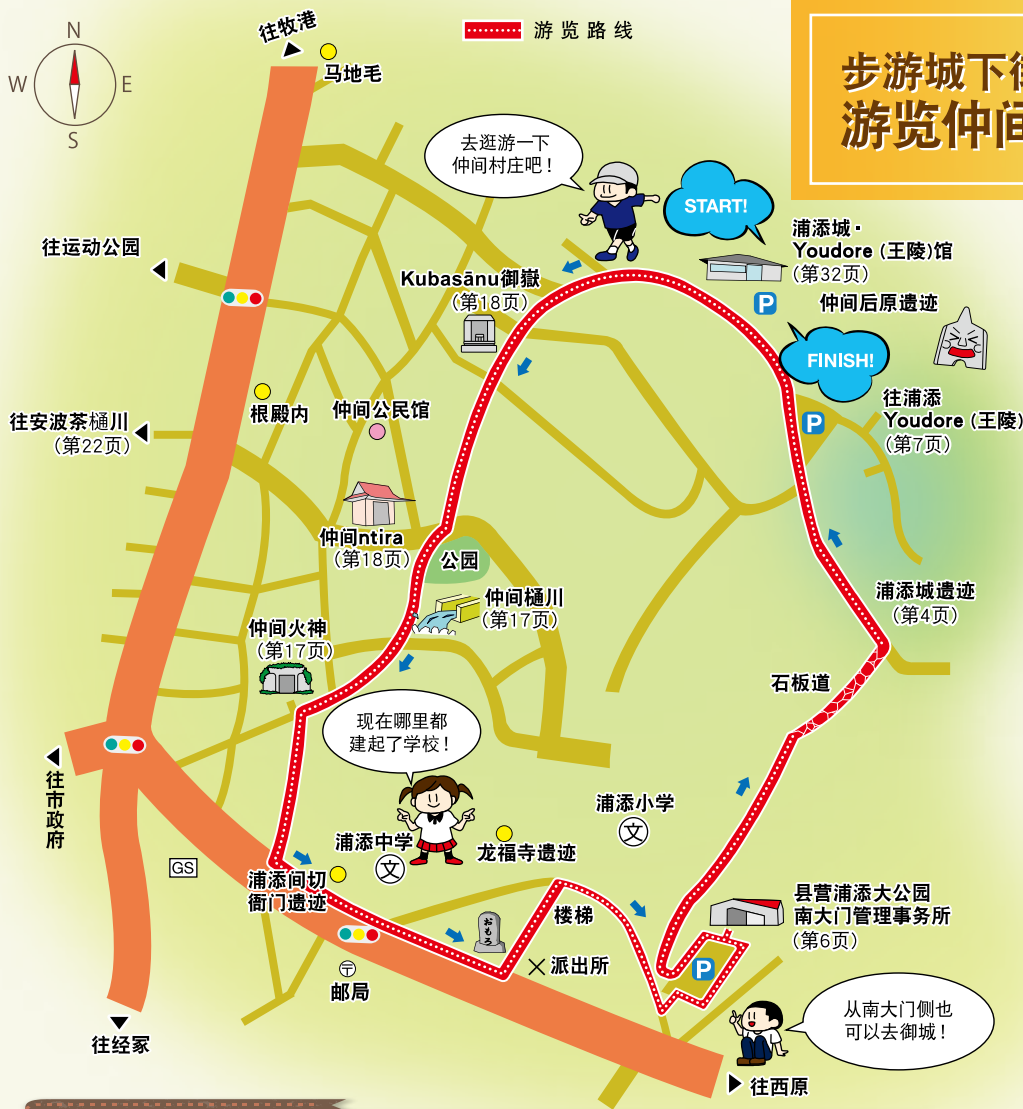 N
W
E
S
往牧港
马地毛
游览路线
步游城下
游览仲间
去逛游一下
仲间村庄吧！
START!
浦添城·
Youdore (王陵)馆
(第32页)
P
仲间后原遗迹
FINISH!
往运动公园
Kubasānu御嶽
(第18页)
往浦添
Youdore (王陵)
(第7页)
P
根殿内
仲间公民馆
往安波茶樋川
(第22页)
仲间ntira
(第18页)
公园
仲间樋川
(第17页)
浦添城遗迹
(第4页)
仲间火神
(第17页)
石板道
现在哪里都
建起了学校！
往市政府
浦添小学
文
浦添中学
文
龙福寺遗迹
GS
浦添间切
衙门遗迹
おもろ
楼梯
县营浦添大公园
南大门管理事务所
(第6页)
P
派出所
〒
邮局
从南大门侧也
可以去御城！
往经冢
往西原